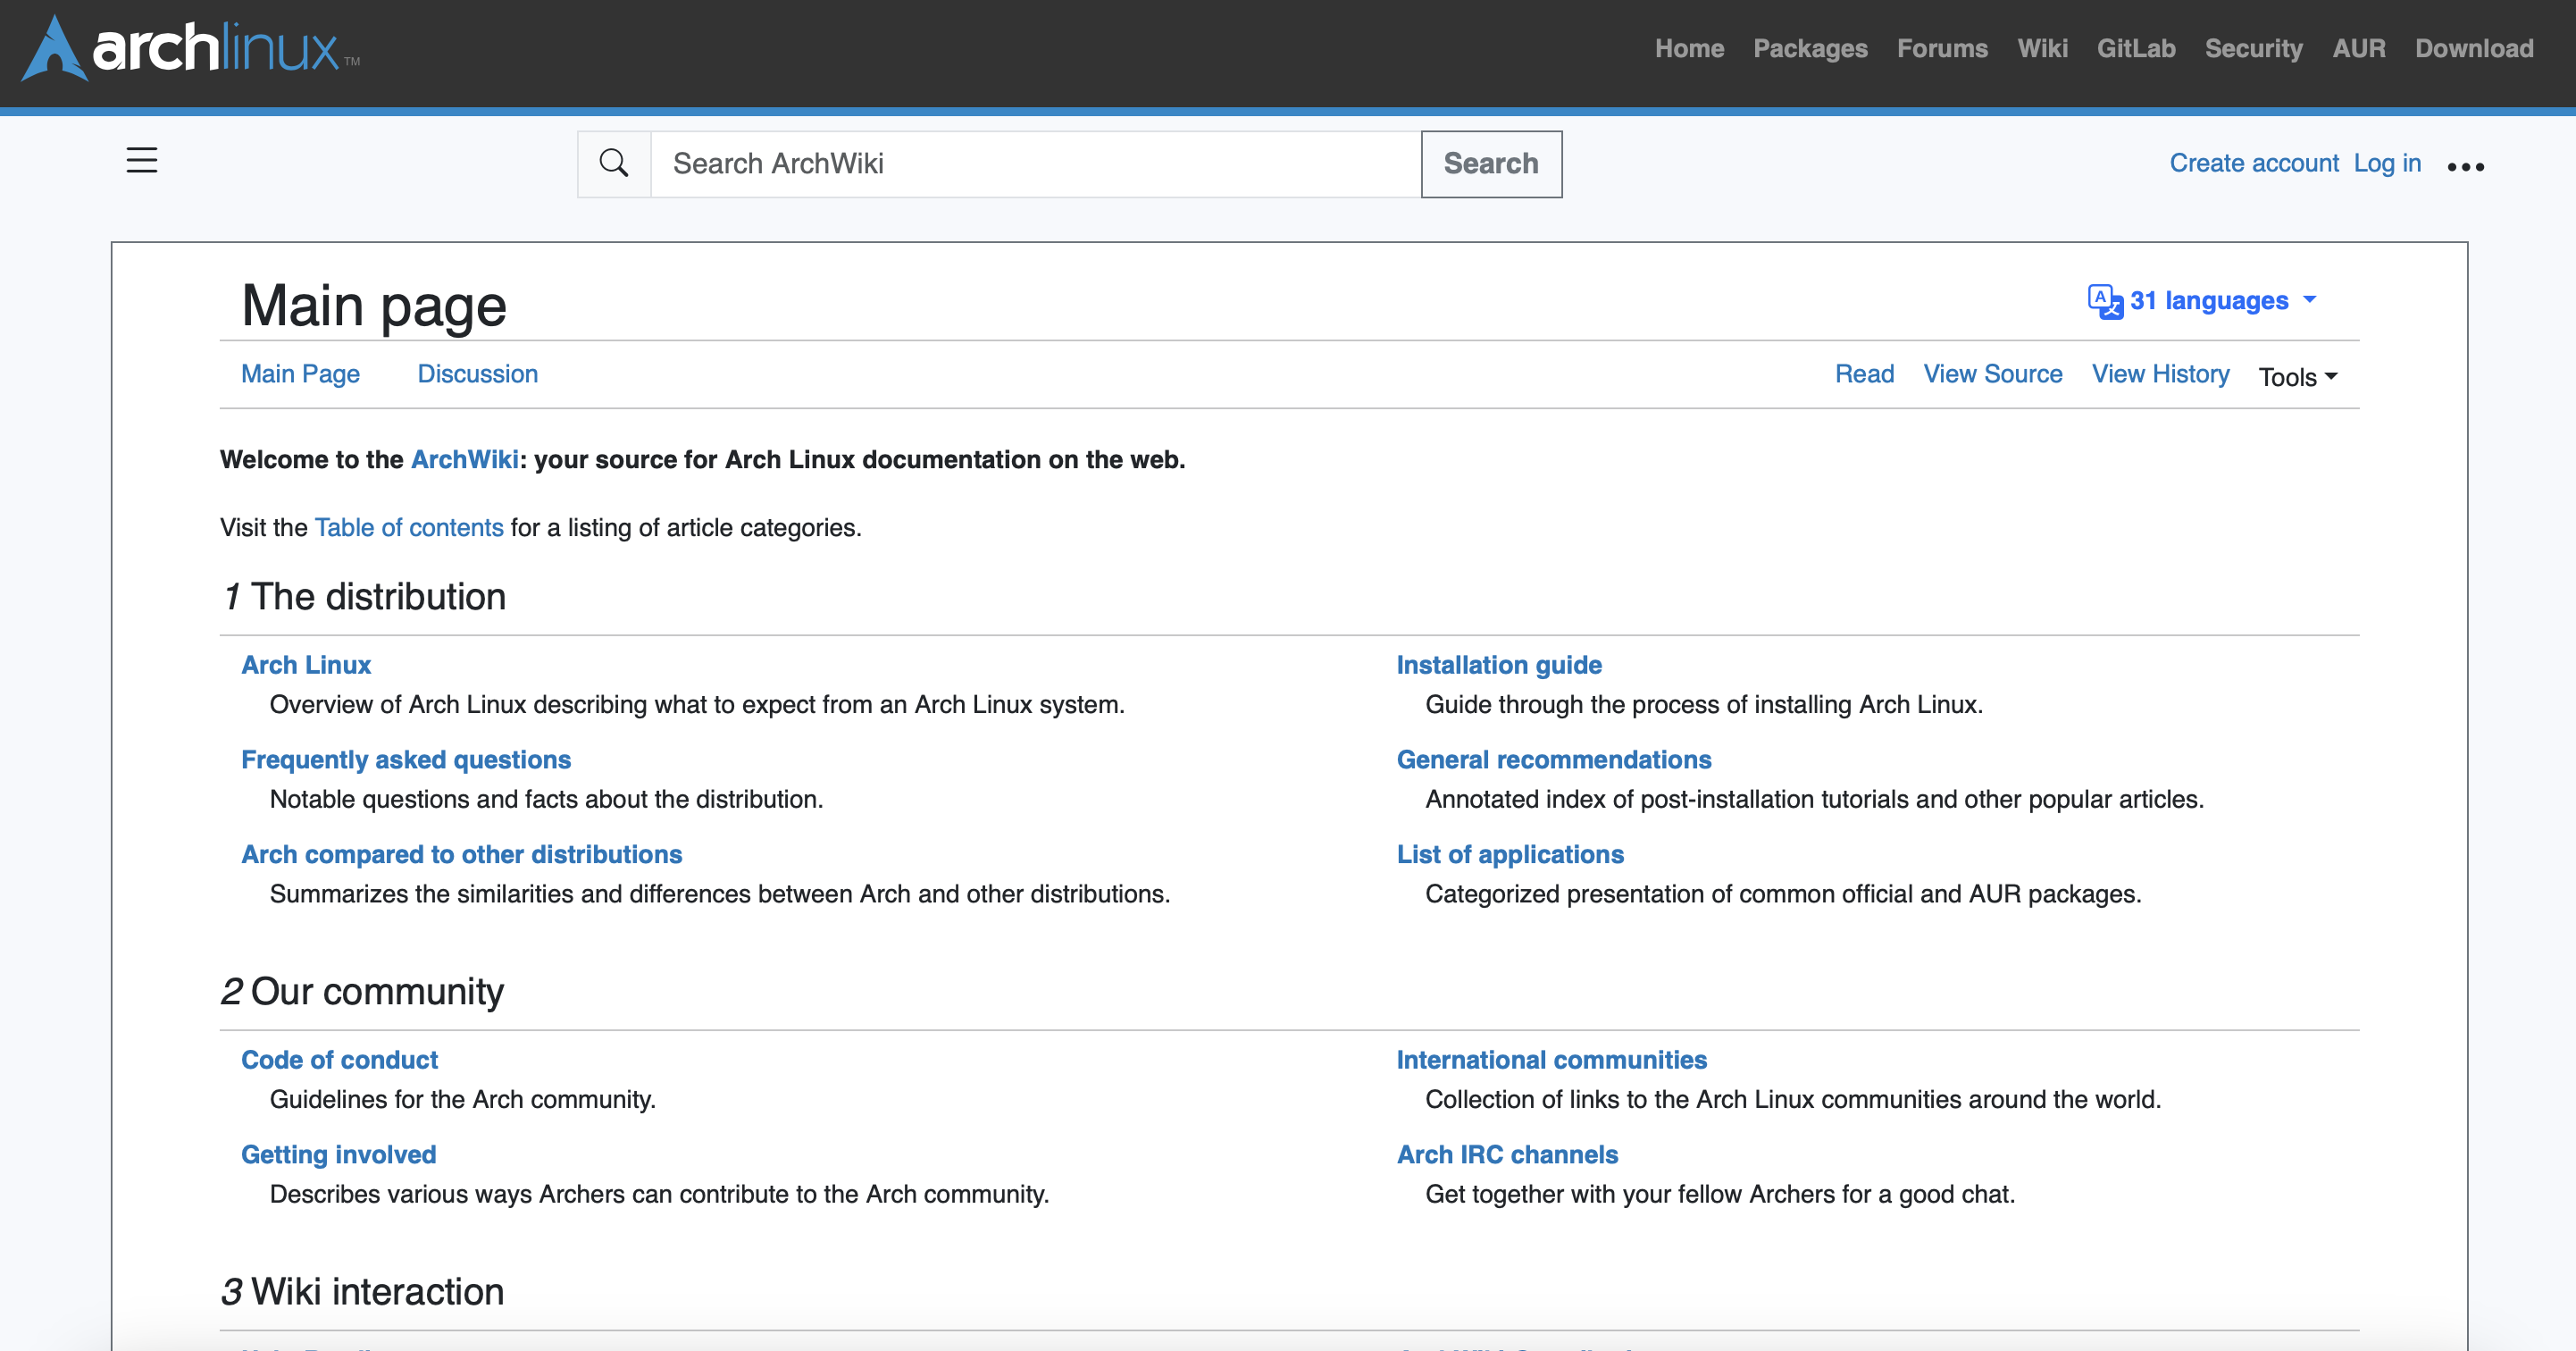 archlinux™
Home Packages Forums Wiki GitLab Security AUR Download
Search ArchWiki Search
Create account Log in
Main page
31 languages
Main Page Discussion
Read View Source View History Tools
Welcome to the ArchWiki: your source for Arch Linux documentation on the web.
Visit the Table of contents for a listing of article categories.
1 The distribution
Arch Linux
Overview of Arch Linux describing what to expect from an Arch Linux system.
Frequently asked questions
Notable questions and facts about the distribution.
Arch compared to other distributions
Summarizes the similarities and differences between Arch and other distributions.
Installation guide
Guide through the process of installing Arch Linux.
General recommendations
Annotated index of post-installation tutorials and other popular articles.
List of applications
Categorized presentation of common official and AUR packages.
2 Our community
Code of conduct
Guidelines for the Arch community.
Getting involved
Describes various ways Archers can contribute to the Arch community.
International communities
Collection of links to the Arch Linux communities around the world.
Arch IRC channels
Get together with your fellow Archers for a good chat.
3 Wiki interaction